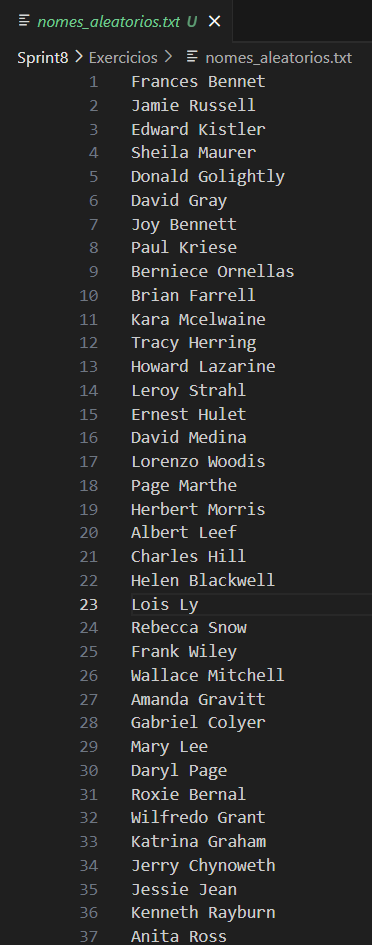 nomes_aleatorios.txt U ×
Sprint8 > Exercicios > nomes_aleatorios.txt
1 Frances Bennet
2 Jamie Russell
3 Edward Kistler
4 Sheila Maurer
5 Donald Golightly
6 David Gray
7 Joy Bennett
8 Paul Kriese
9 Berniece Ornellas
10 Brian Farrell
11 Kara Mcelwaine
12 Tracy Herring
13 Howard Lazarine
14 Leroy Strahl
15 Ernest Hulet
16 David Medina
17 Lorenzo Woodis
18 Page Marthe
19 Herbert Morris
20 Albert Leef
21 Charles Hill
22 Helen Blackwell
23 Lois Ly
24 Rebecca Snow
25 Frank Wiley
26 Wallace Mitchell
27 Amanda Gravitt
28 Gabriel Colyer
29 Mary Lee
30 Daryl Page
31 Roxie Bernal
32 Wilfredo Grant
33 Katrina Graham
34 Jerry Chynoweth
35 Jessie Jean
36 Kenneth Rayburn
37 Anita Ross